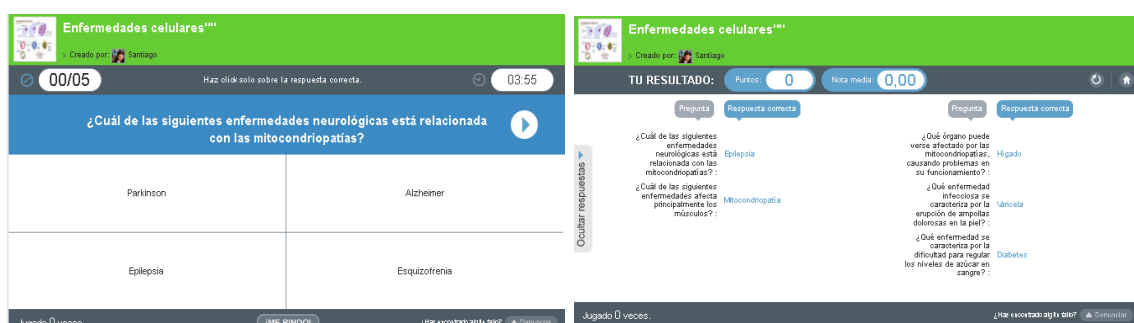 Enfermedades celulares""
> Creado por: Santiago
00/05
Haz click solo sobre la respuesta correcta.
03:55
¿Cuál de las siguientes enfermedades neurológicas está relacionada
con las mitocondriopatías?
Parkinson
Alzheimer
Epilepsia
Esquizofrenia
Jugado 0 veces.
¡ME RINDO!
¿Has encontrado algún fallo?
Denunciar
Enfermedades celulares""
> Creado por: Santiago
TU RESULTADO:
Puntos: 0
Nota media: 0,00
Ocultar respuestas
Pregunta
Respuesta correcta
¿Cuál de las siguientes
enfermedades
neurológicas está
relacionada con las
mitocondriopatías? :
Epilepsia
¿Cuál de las siguientes
enfermedades afecta
principalmente los
músculos? :
Mitocondriopatía
Pregunta
Respuesta correcta
¿Qué órgano puede
verse afectado por las
mitocondriopatías,
causando problemas en
su funcionamiento? :
Hígado
¿Qué enfermedad
infecciosa se
caracteriza por la
erupción de ampollas
dolorosas en la piel? :
Varicela
¿Qué enfermedad se
caracteriza por la
dificultad para regular
los niveles de azúcar en
sangre? :
Diabetes
Jugado 0 veces.
¿Has encontrado algún fallo?
Denunciar